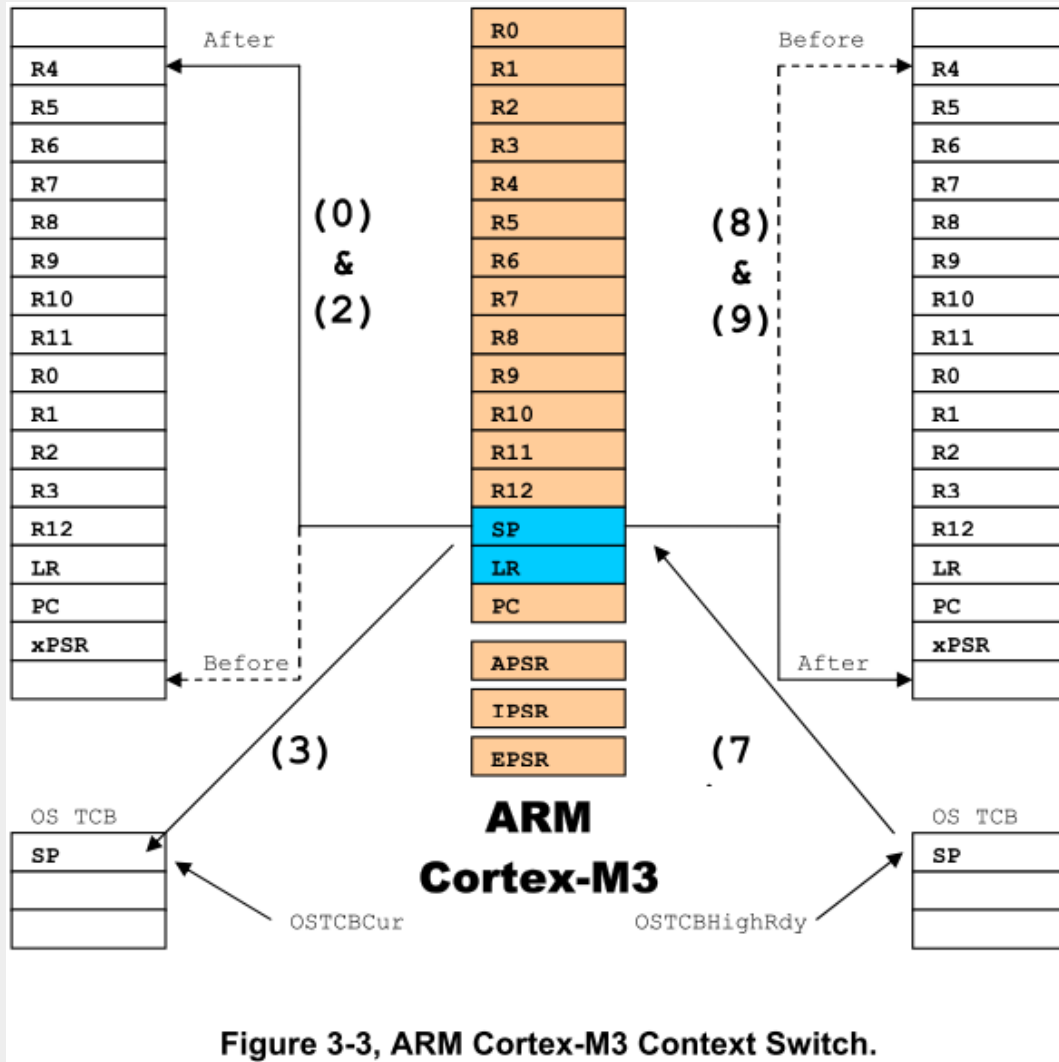 After
R4
R5
R6
R7
R8
R9
R10
R11
R0
R1
R2
R3
R12
LR
PC
xPSR
Before
(0)
&
(2)
(3)
OS TCB
SP
OSTCBCur
R0
R1
R2
R3
R4
R5
R6
R7
R8
R9
R10
R11
R12
SP
LR
PC
APSR
IPSR
EPSR
ARM
Cortex-M3
Before
R4
R5
R6
R7
R8
R9
R10
R11
R0
R1
R2
R3
R12
LR
PC
xPSR
After
(8)
&
(9)
(7
OS TCB
SP
OSTCBHighRdy
Figure 3-3, ARM Cortex-M3 Context Switch.